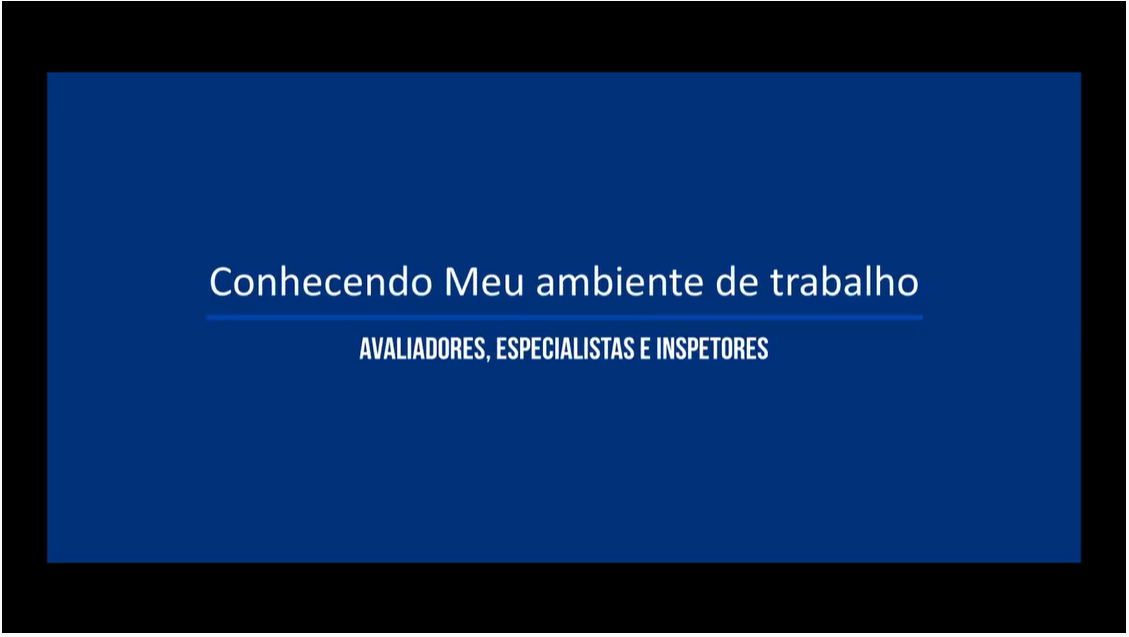 Conhecendo Meu ambiente de trabalho
AVALIADORES, ESPECIALISTAS E INSPETORES